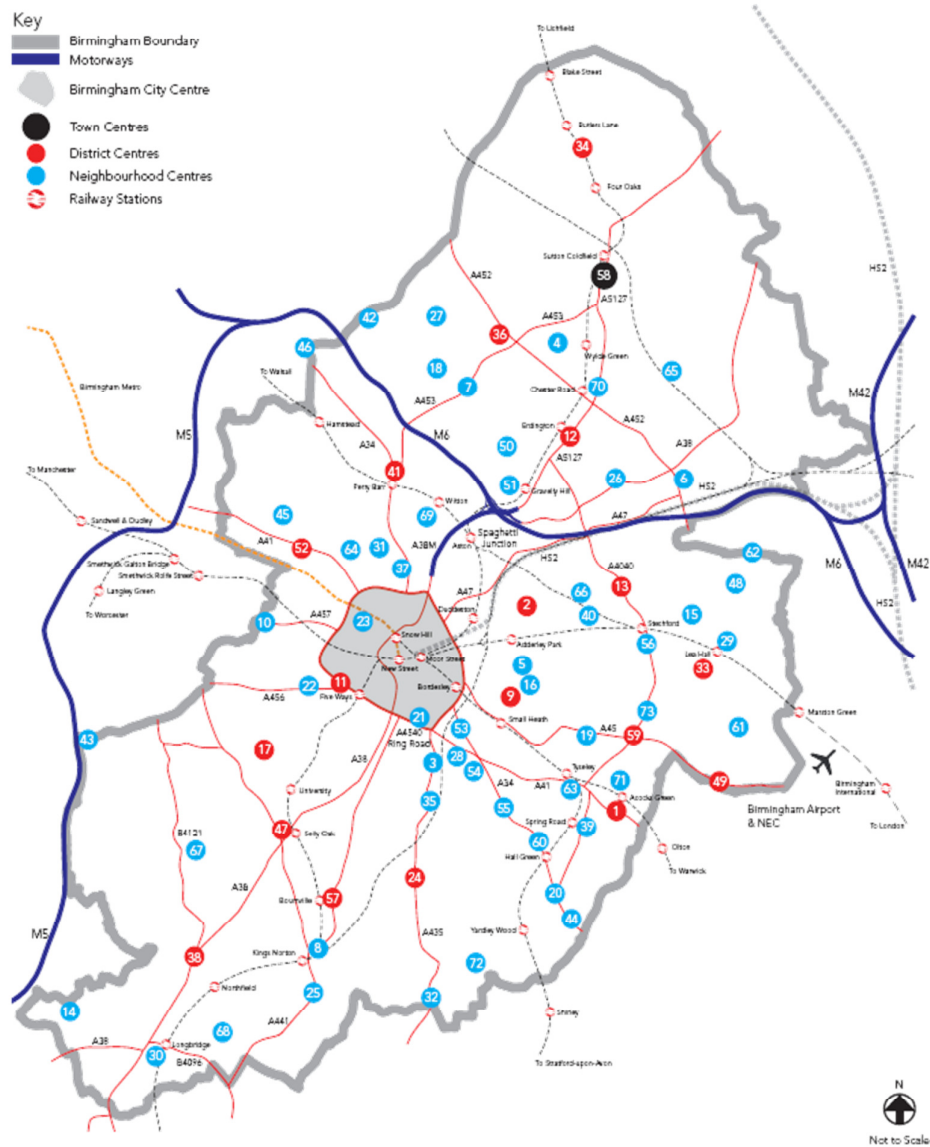 Key
Birmingham Boundary
Motorways
Birmingham City Centre
Town Centres
District Centres
Neighbourhood Centres
Railway Stations
To Lichfield
Blake Street
Butlers Lane
34
Four Oaks
Sutton Coldfield
58
HS2
A452
A5127
42
27
A453
36
4
46
Wylde Green
To Walsall
18
65
Birmingham Metro
7
Chester Road
70
M42
A453
M5
Hamstead
M6
A452
Erdington
12
A34
50
A38
To Manchester
41
A5127
Perry Barr
51
Gravelly Hill
26
6
HS2
Witton
45
69
A47
Sandwell & Dudley
A41
Spaghetti
Junction
52
64
31
A38M
Aston
62
Smethwick Galton Bridge
37
HS2
A4040
M42
Smethwick Rolfe Street
13
48
Langley Green
A47
66
HS2
2
To Worcester
A457
Duddeston
40
15
10
23
Snow Hill
Stechford
Adderley Park
56
29
New Street
Moor Street
Lea Hall
5
33
22
11
16
Bordesley
9
A456
Five Ways
Small Heath
Marston Green
21
73
43
A4540
Ring Road
53
19
A45
59
61
17
A38
3
28
54
Tyseley
A41
71
49
University
A34
63
Acocks Green
Birmingham
International
35
55
Birmingham Airport
& NEC
B4121
1
47
Selly Oak
Spring Road
39
To London
60
67
Hall Green
Olton
A38
24
To Warwick
20
Bournville
57
44
M5
A435
Yardley Wood
8
38
Kings Norton
72
Northfield
25
32
14
Shirley
68
A441
A38
Longbridge
30
B4096
To Stratford-upon-Avon
N
Not to Scale